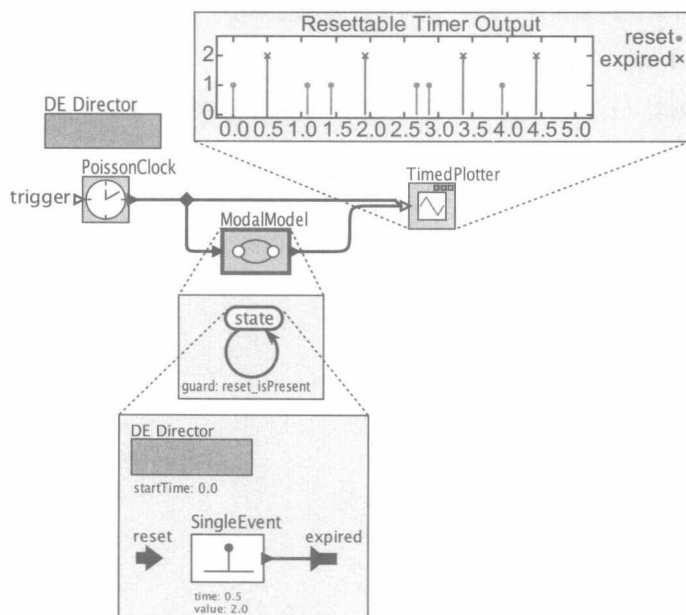 Resettable Timer Output
reset
expired
2
1
0
0.0 0.5 1.0 1.5 2.0 2.5 3.0 3.5 4.0 4.5 5.0
DE Director
PoissonClock
trigger
TimedPlotter
ModalModel
state
guard: reset_isPresent
DE Director
startTime: 0.0
SingleEvent
reset
expired
time: 0.5
value: 2.0